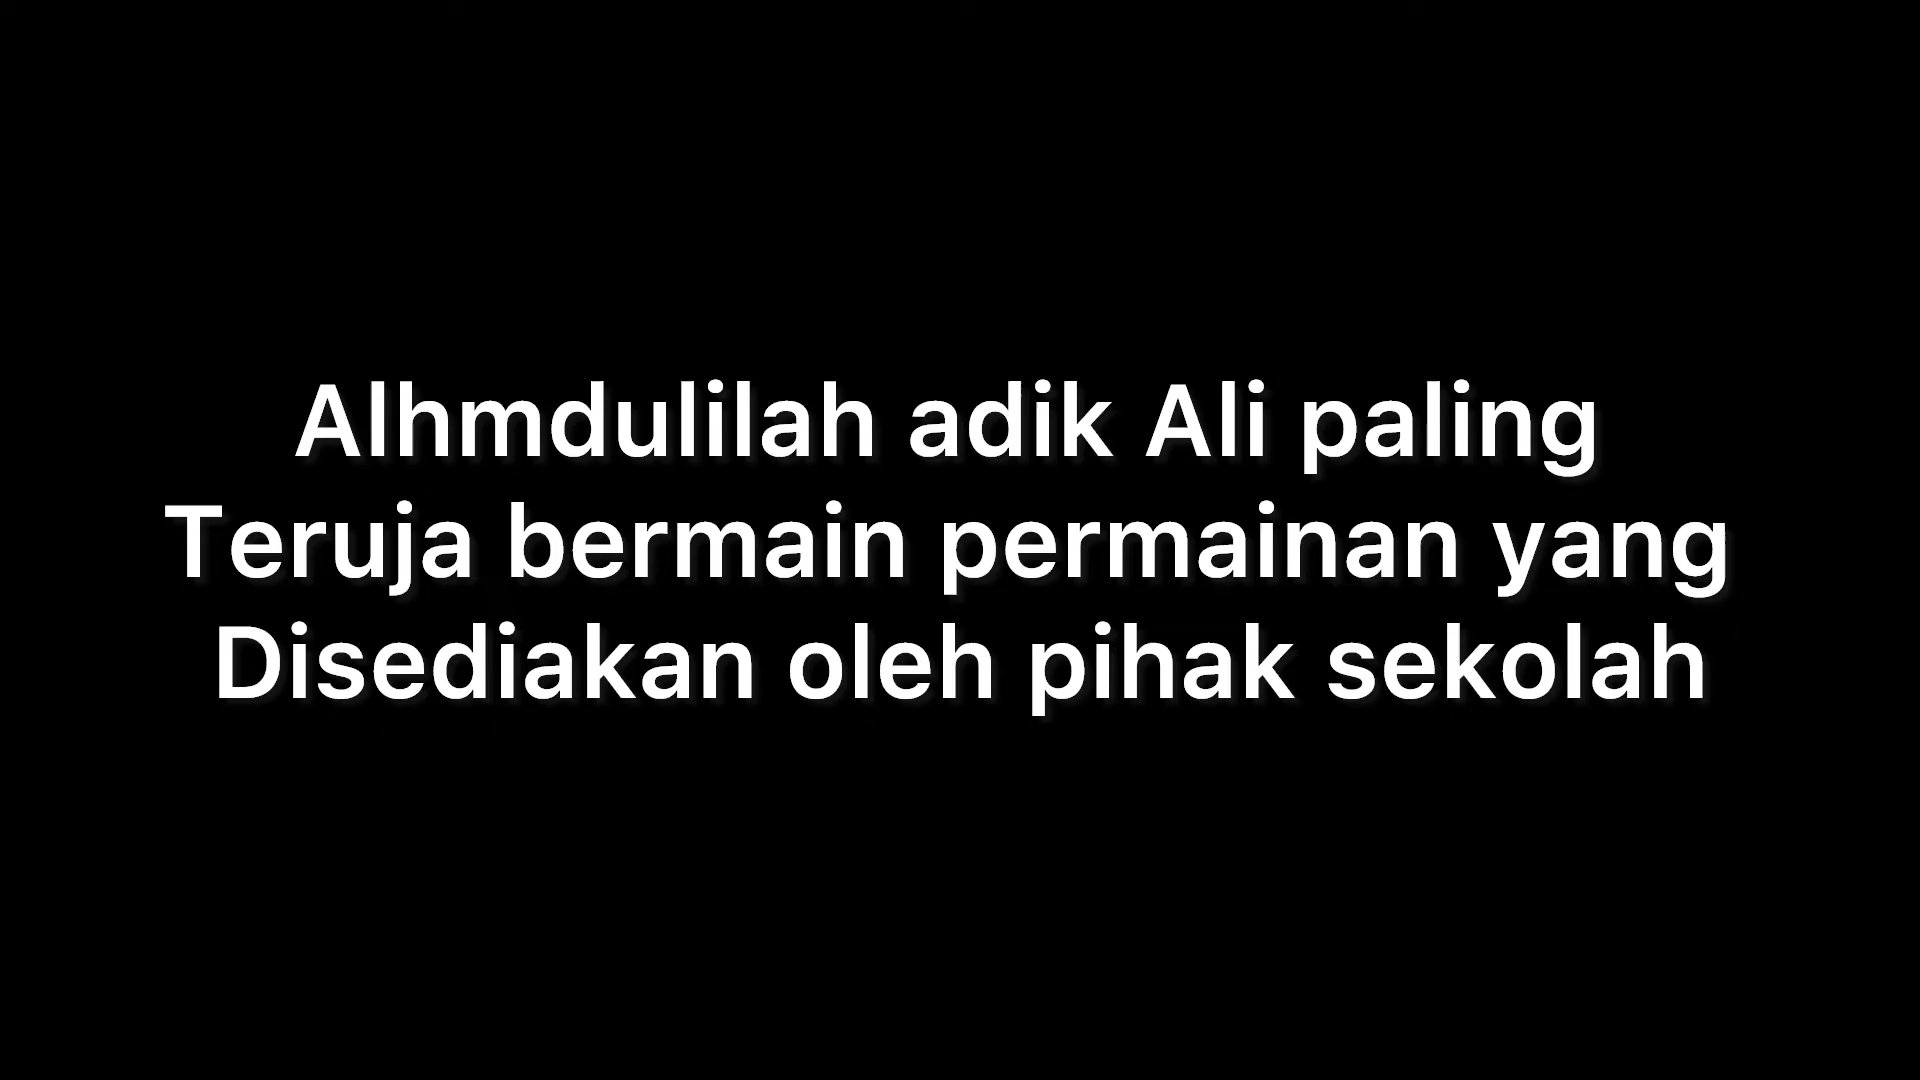 Alhmdulilah adik Ali paling
Teruja bermain permainan yang
Disediakan oleh pihak sekolah